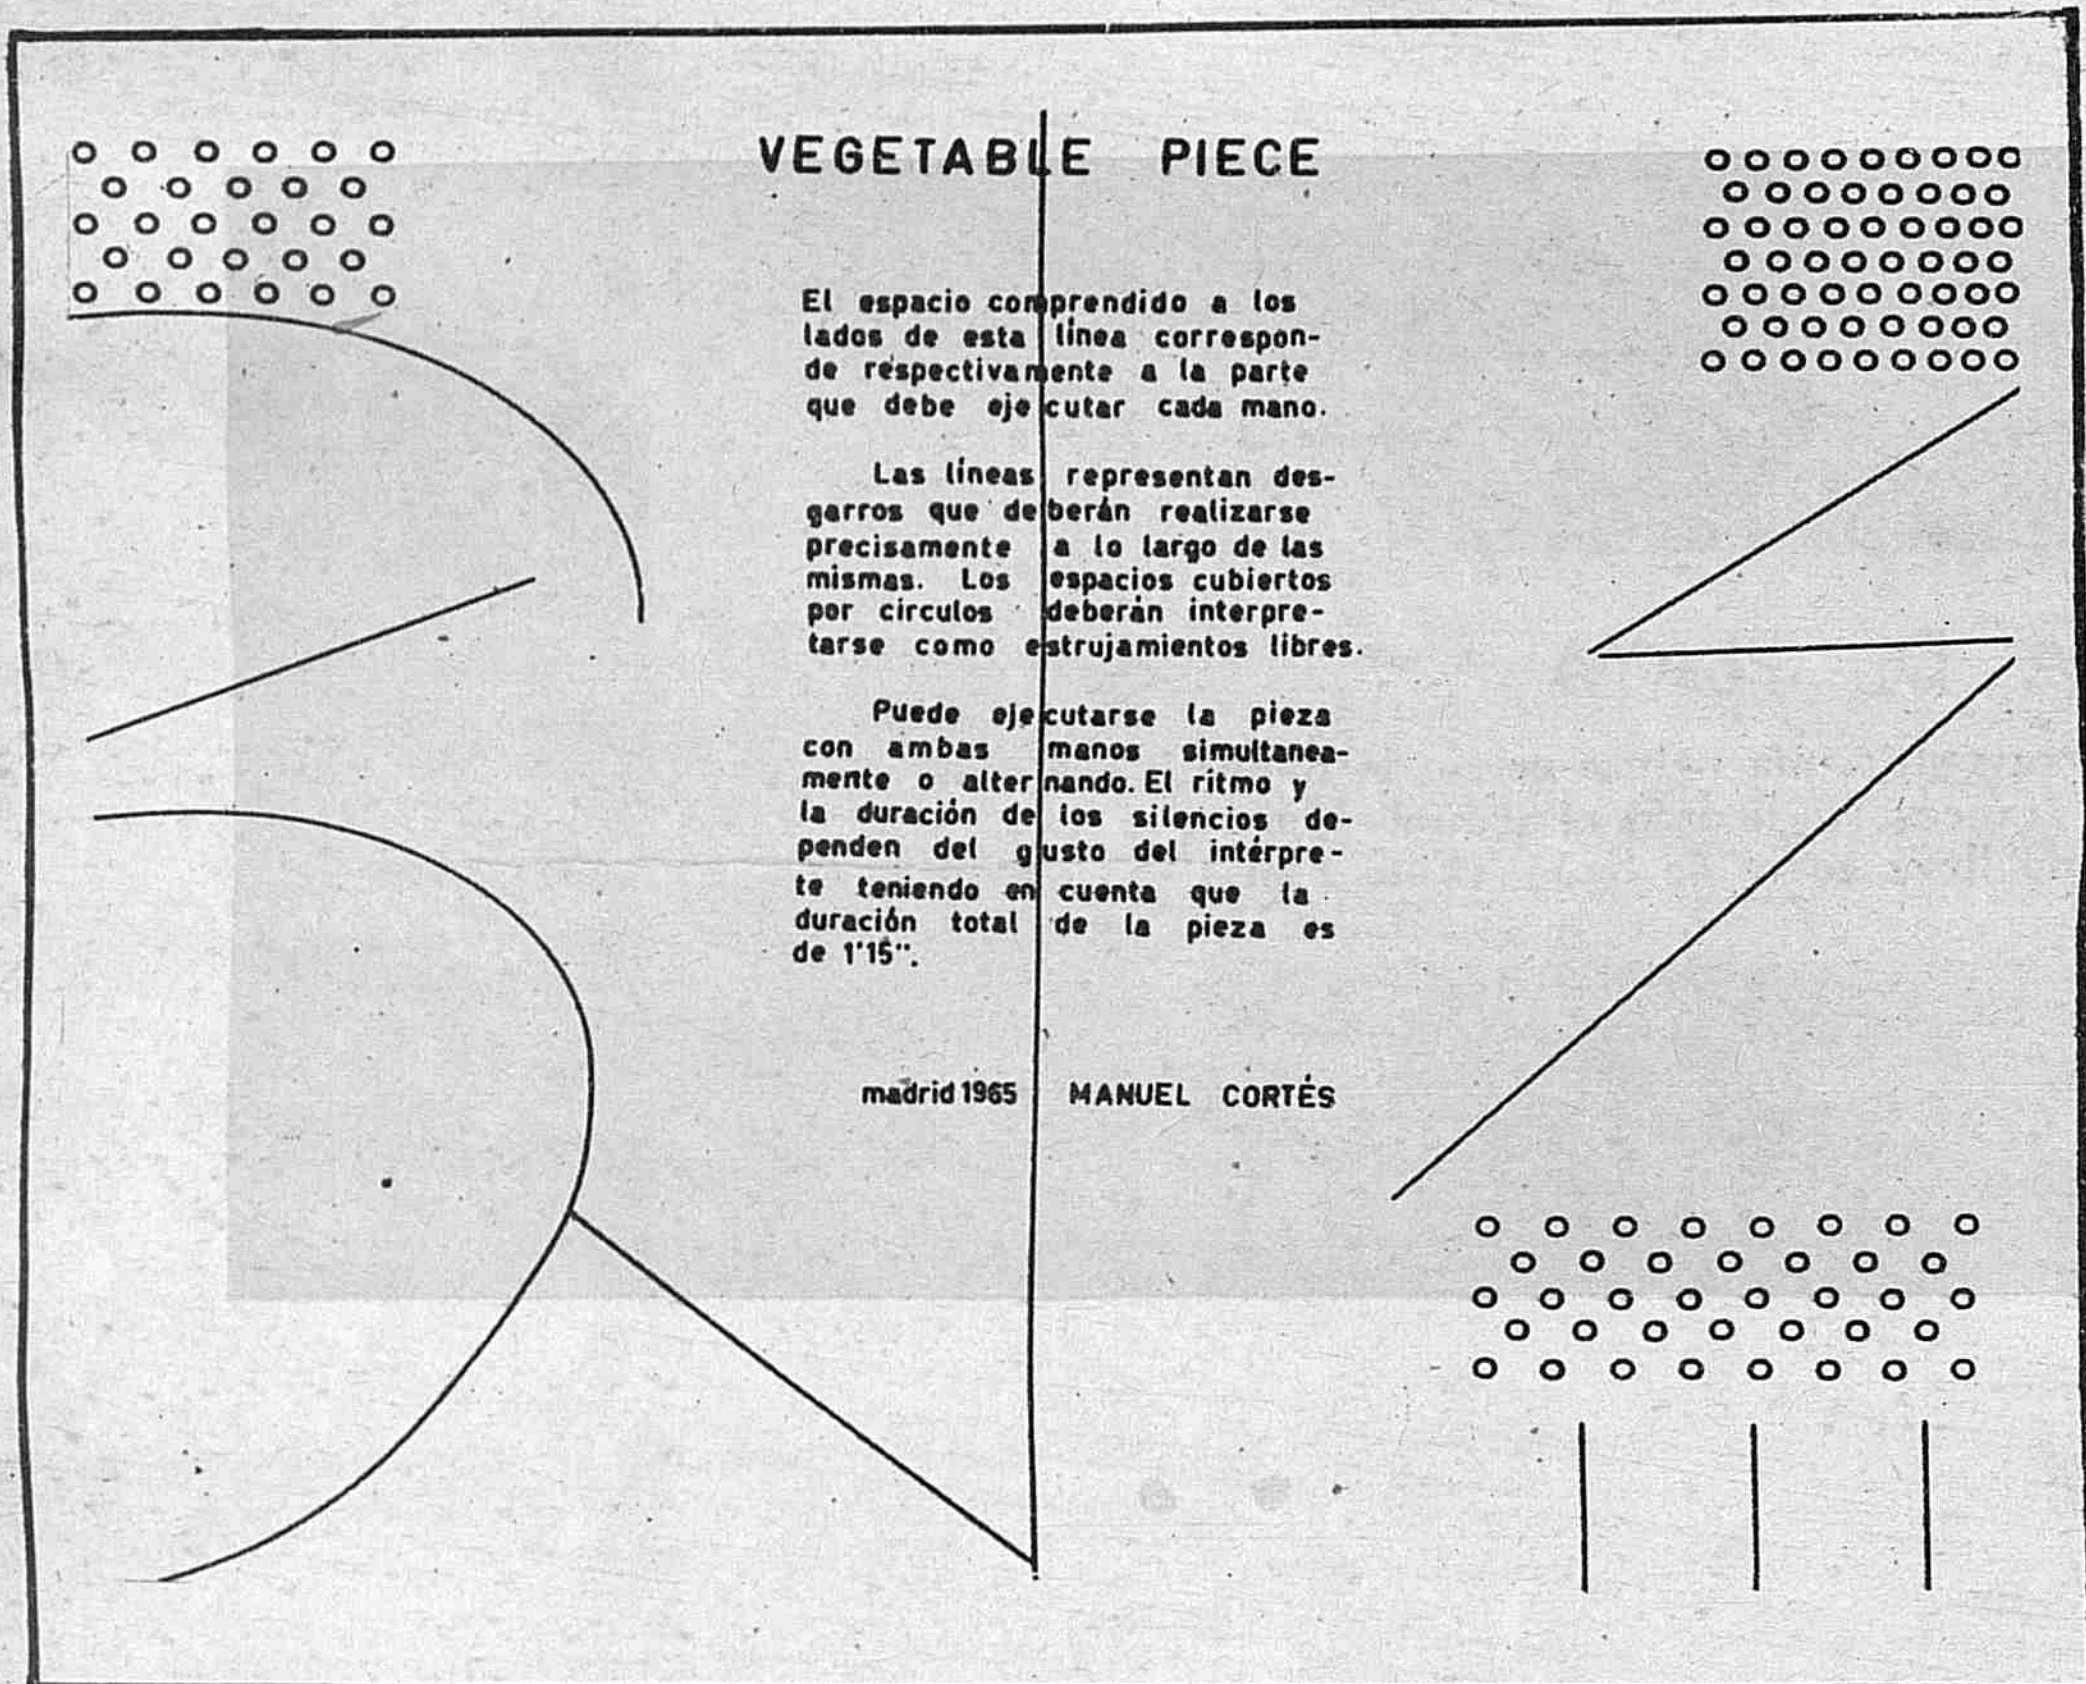 VEGETABLE PIECE
El espacio comprendido a los
lados de esta línea correspon-
de respectivamente a la parte
que debe ejecutar cada mano.
Las líneas representan des-
garros que deberán realizarse
precisamente a lo largo de las
mismas. Los espacios cubiertos
por circulos deberán interpre-
tarse como estrujamientos libres.
Puede ejecutarse la pieza
con ambas manos simultanea-
mente o alternando. El ritmo y
la duración de los silencios de-
penden del gusto del intérpre-
te teniendo en cuenta que la
duración total de la pieza es
de 1'15".
madrid 1965 MANUEL CORTÉS